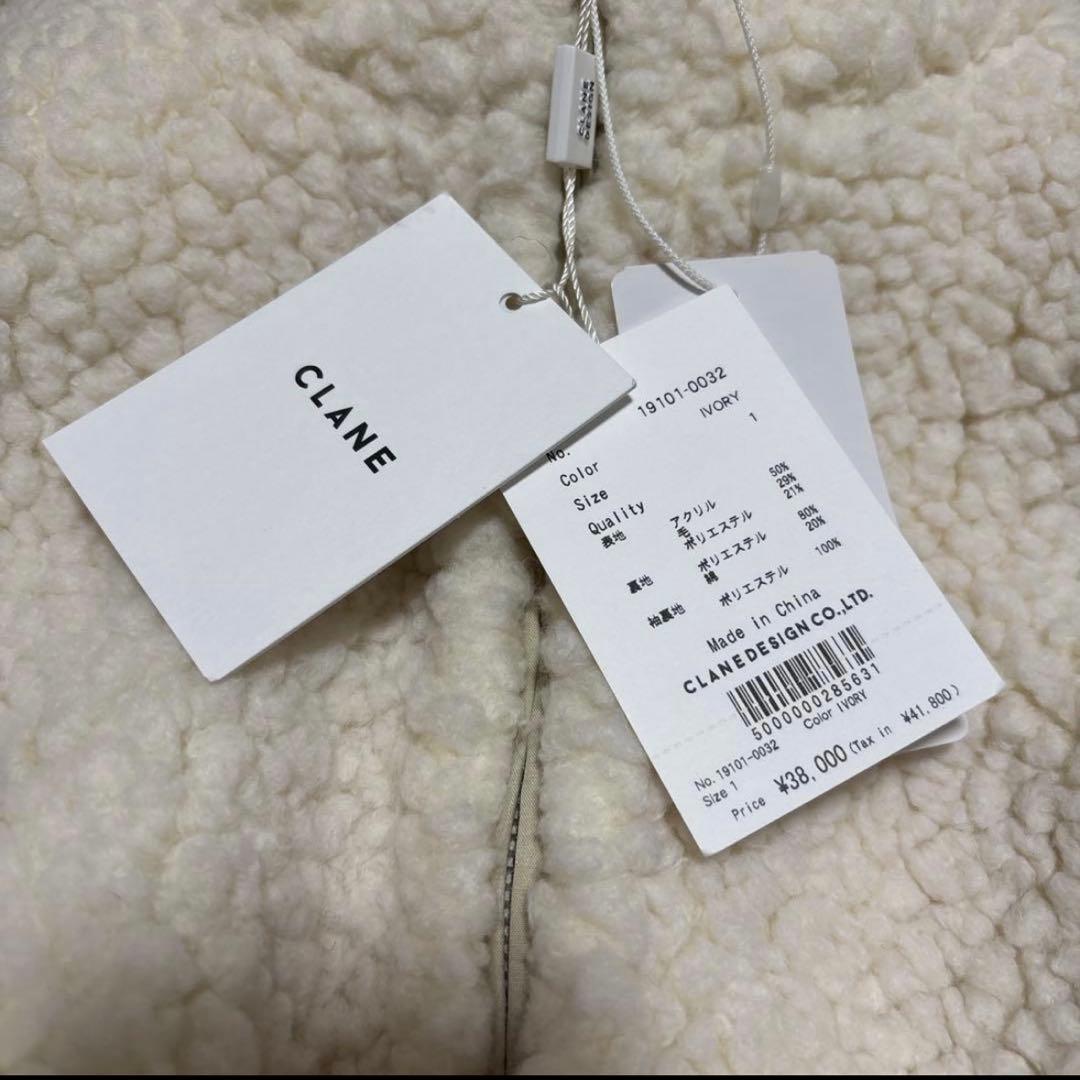 CLANE
DESIGN
CLANE
No. 19101-0032
Color IVORY
Size 1
Quality
表地 アクリル 50%
毛 29%
ポリエステル 21%
裏地 ポリエステル 80%
綿 20%
袖裏地 ポリエステル 100%
Made in China
CLANE DESIGN CO.,LTD.
5000000285631
No. 19101-0032 Color IVORY
Size 1
Price ¥38,000 (Tax in ¥41,800)